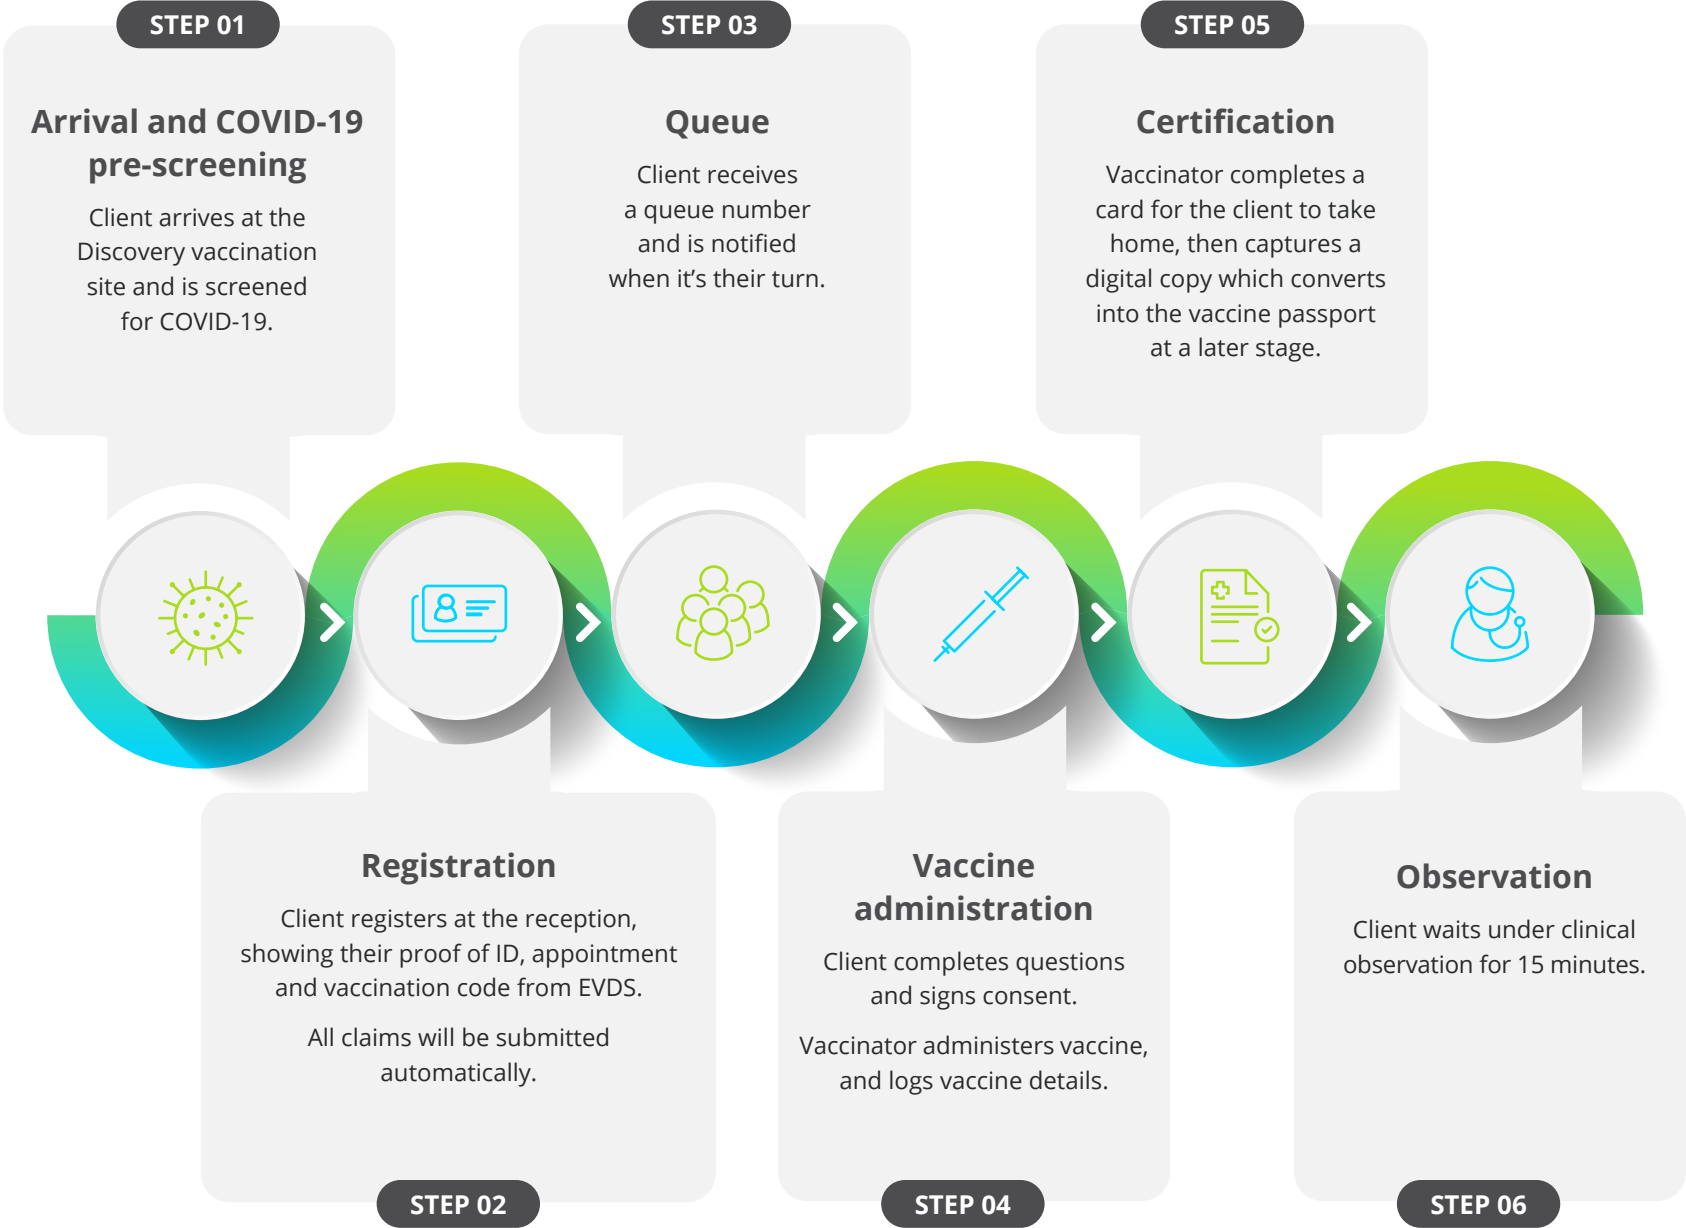 STEP 01
Arrival and COVID-19
pre-screening
Client arrives at the
Discovery vaccination
site and is screened
for COVID-19.
Registration
Client registers at the reception,
showing their proof of ID, appointment
and vaccination code from EVDS.
All claims will be submitted
automatically.
STEP 02
STEP 03
Queue
Client receives
a queue number
and is notified
when it’s their turn.
Vaccine
administration
Client completes questions
and signs consent.
Vaccinator administers vaccine,
and logs vaccine details.
STEP 04
STEP 05
Certification
Vaccinator completes a
card for the client to take
home, then captures a
digital copy which converts
into the vaccine passport
at a later stage.
Observation
Client waits under clinical
observation for 15 minutes.
STEP 06